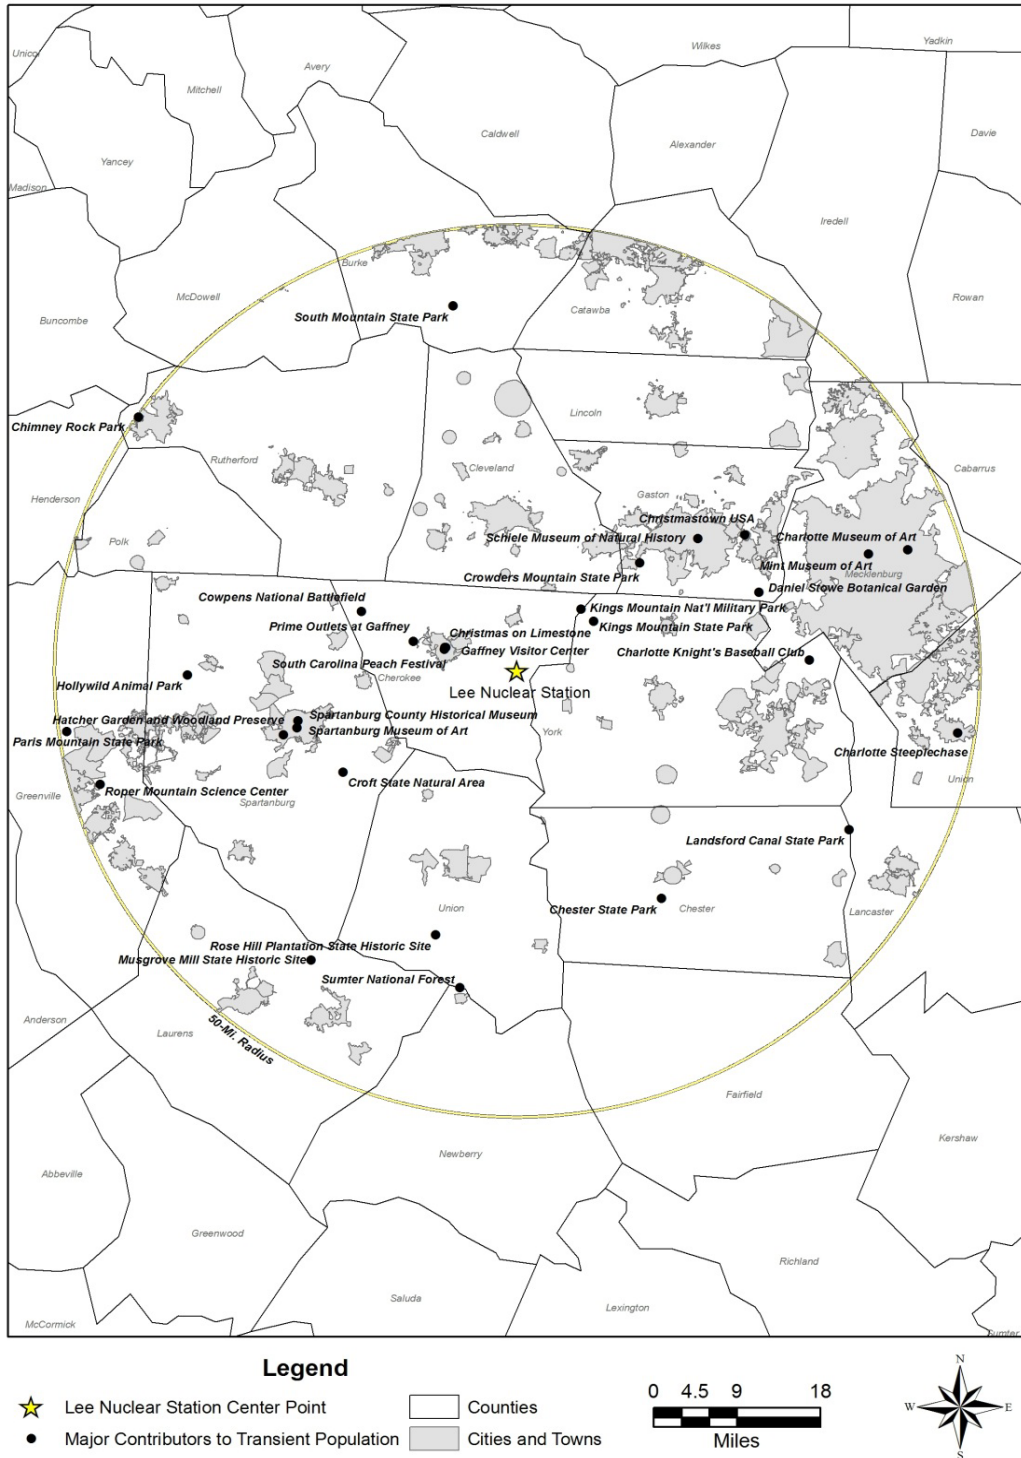 Yadkin
Wilkes
Unicoi
Avery
Mitchell
Caldwell
Davie
Alexander
Yancey
Madison
Iredell
Burke
McDowell
Rowan
Catawba
Buncombe
South Mountain State Park
Lincoln
Chimney Rock Park
Rutherford
Cleveland
Cabarrus
Henderson
Gaston
Christmastown USA
Polk
Schiele Museum of Natural History
Charlotte Museum of Art
Mint Museum of Art
Crowders Mountain State Park
Mecklenburg
Daniel Stowe Botanical Garden
Cowpens National Battlefield
Kings Mountain Nat'l Military Park
Prime Outlets at Gaffney
Christmas on Limestone
Kings Mountain State Park
Gaffney Visitor Center
Charlotte Knight's Baseball Club
South Carolina Peach Festival
Cherokee
Hollywild Animal Park
Lee Nuclear Station
Spartanburg County Historical Museum
Hatcher Garden and Woodland Preserve
Spartanburg Museum of Art
York
Paris Mountain State Park
Charlotte Steeplechase
Union
Croft State Natural Area
Roper Mountain Science Center
Greenville
Spartanburg
Landsford Canal State Park
Chester State Park
Chester
Union
Lancaster
Rose Hill Plantation State Historic Site
Musgrove Mill State Historic Site
Sumter National Forest
Anderson
Laurens
50-Mi. Radius
Fairfield
Kershaw
Newberry
Abbeville
Greenwood
Richland
Saluda
Lexington
McCormick
Sumter
Legend
Lee Nuclear Station Center Point
Counties
Major Contributors to Transient Population
Cities and Towns
0 4.5 9 18
Miles
N
W E
S